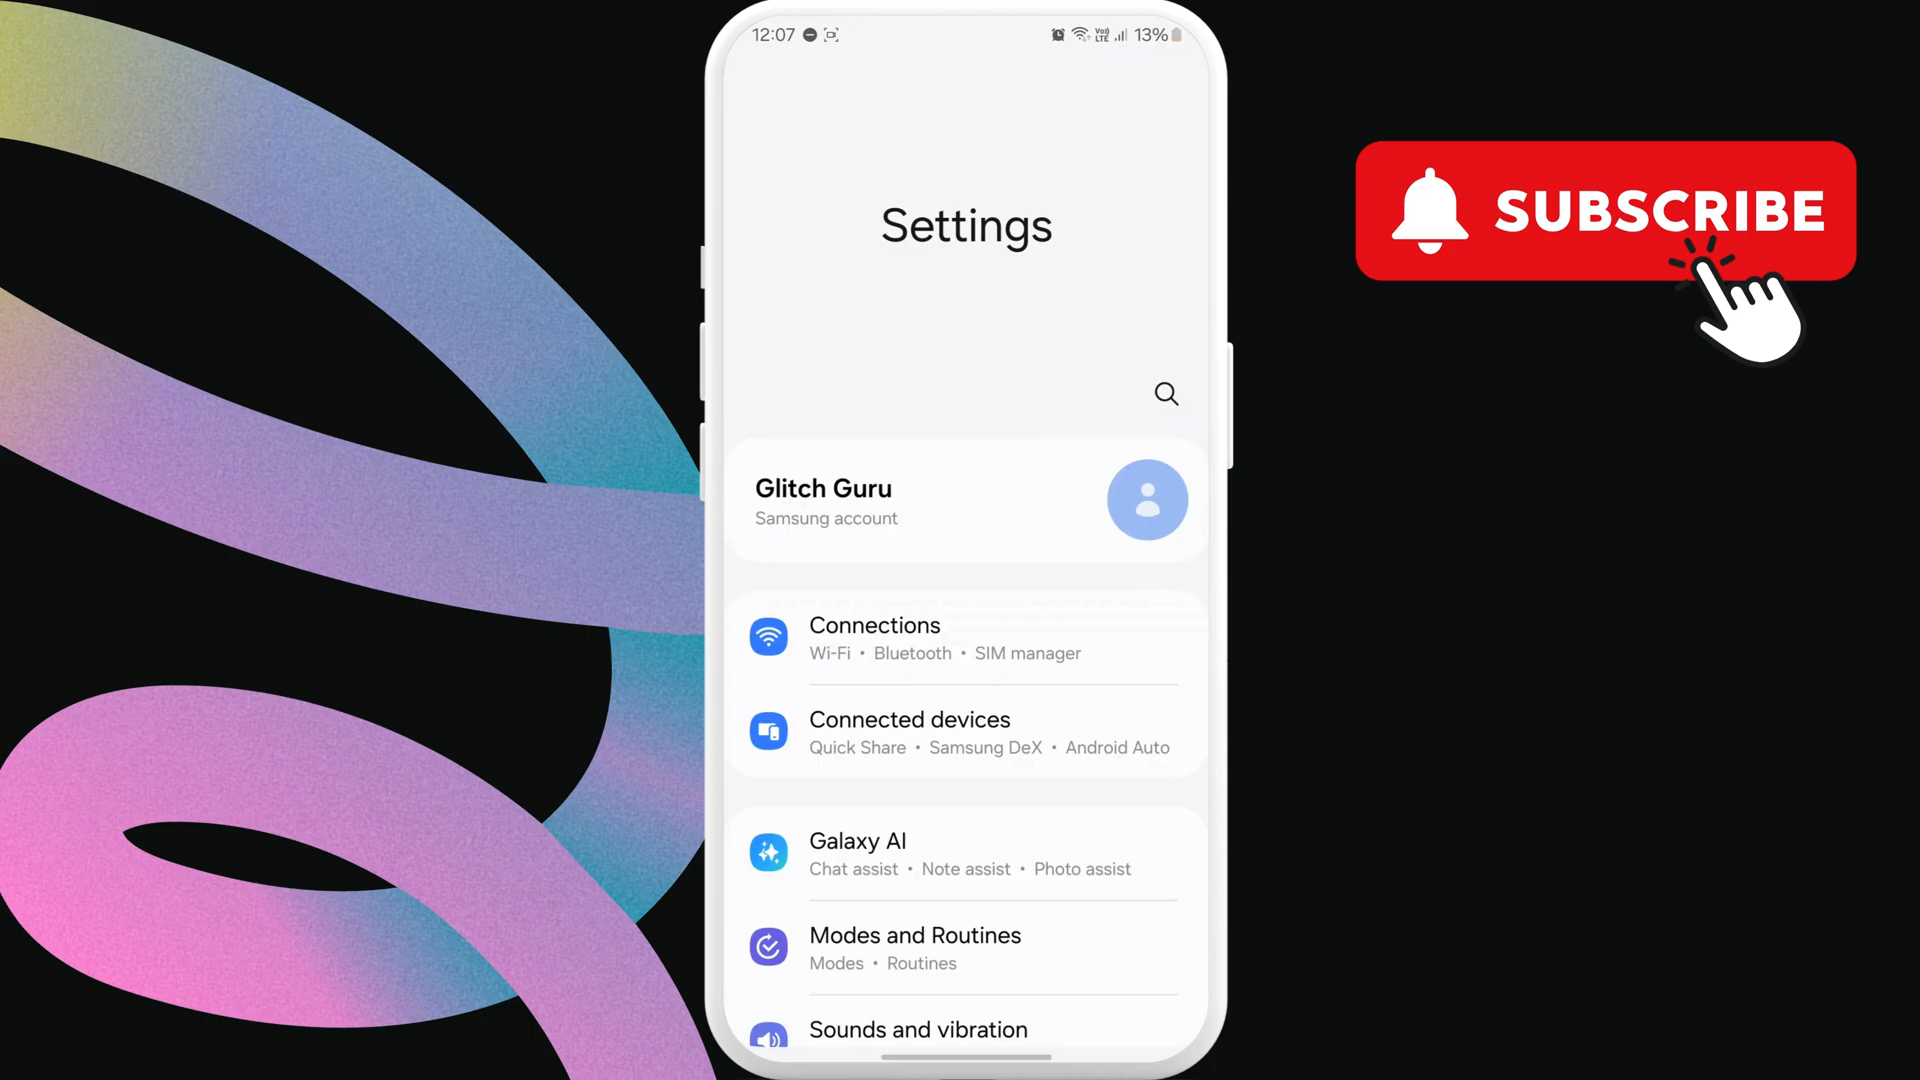 12:07 Vo) LTE 13%
SUBSCRIBE
Settings
Glitch Guru
Samsung account
Connections
Wi-Fi • Bluetooth • SIM manager
Connected devices
Quick Share • Samsung DeX • Android Auto
Galaxy AI
Chat assist • Note assist • Photo assist
Modes and Routines
Modes • Routines
Sounds and vibration